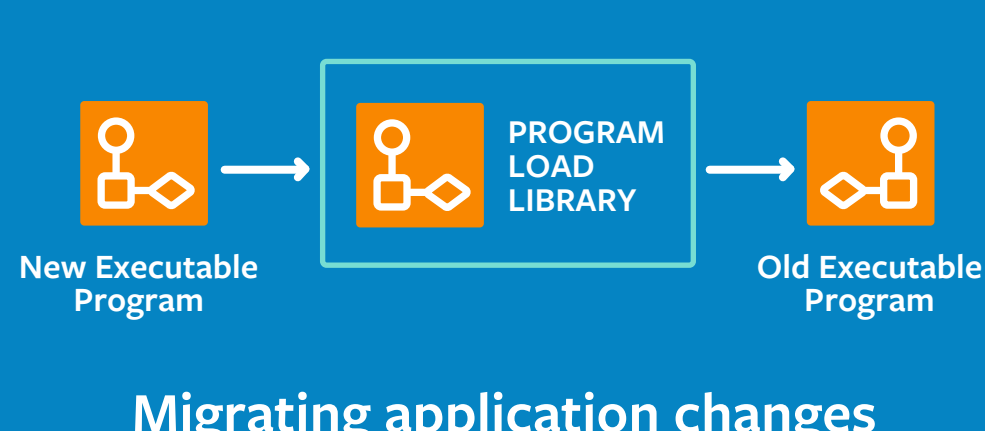 PROGRAM
LOAD
LIBRARY
New Executable
Program
Old Executable
Program
Migrating application changes